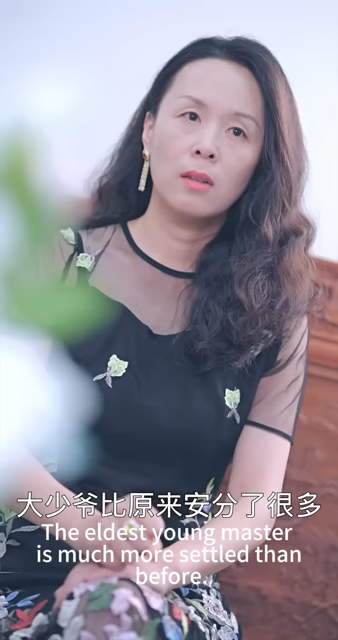 大少爷比原来安分了很多
The eldest young master
is much more settled than
before.